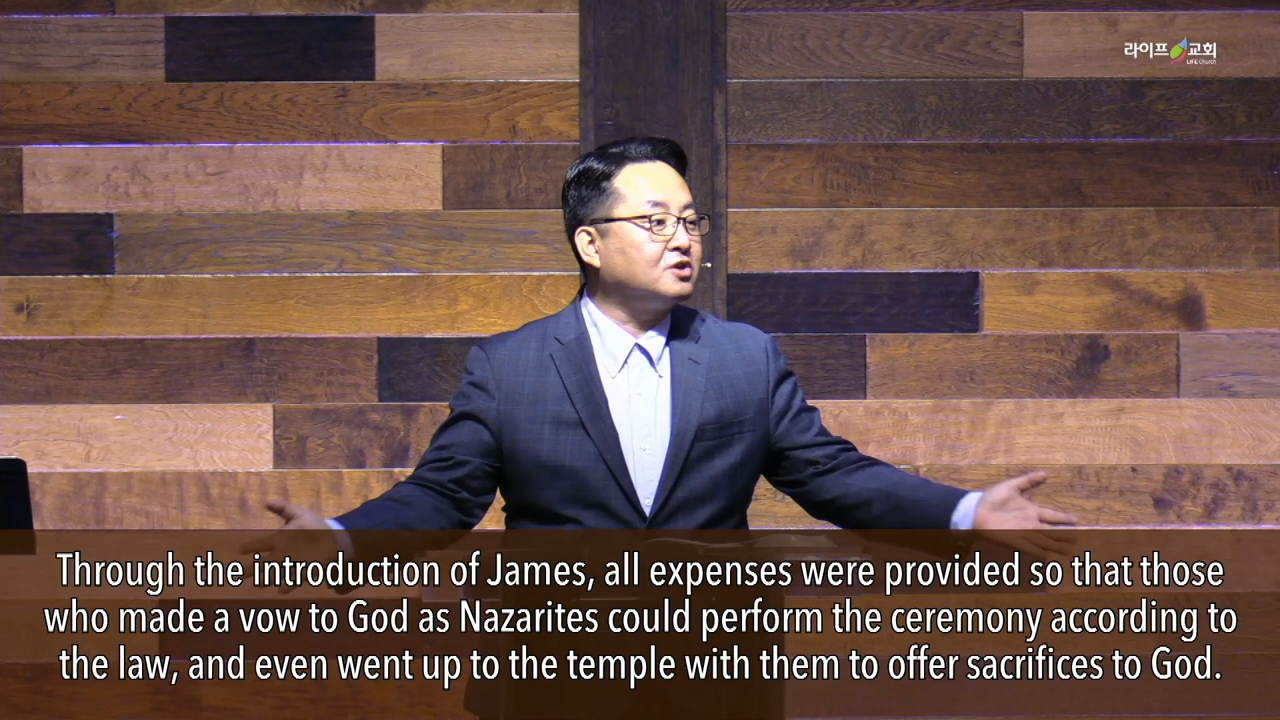 라이프 교회
LIFE Church
Through the introduction of James, all expenses were provided so that those
who made a vow to God as Nazarites could perform the ceremony according to
the law, and even went up to the temple with them to offer sacrifices to God.